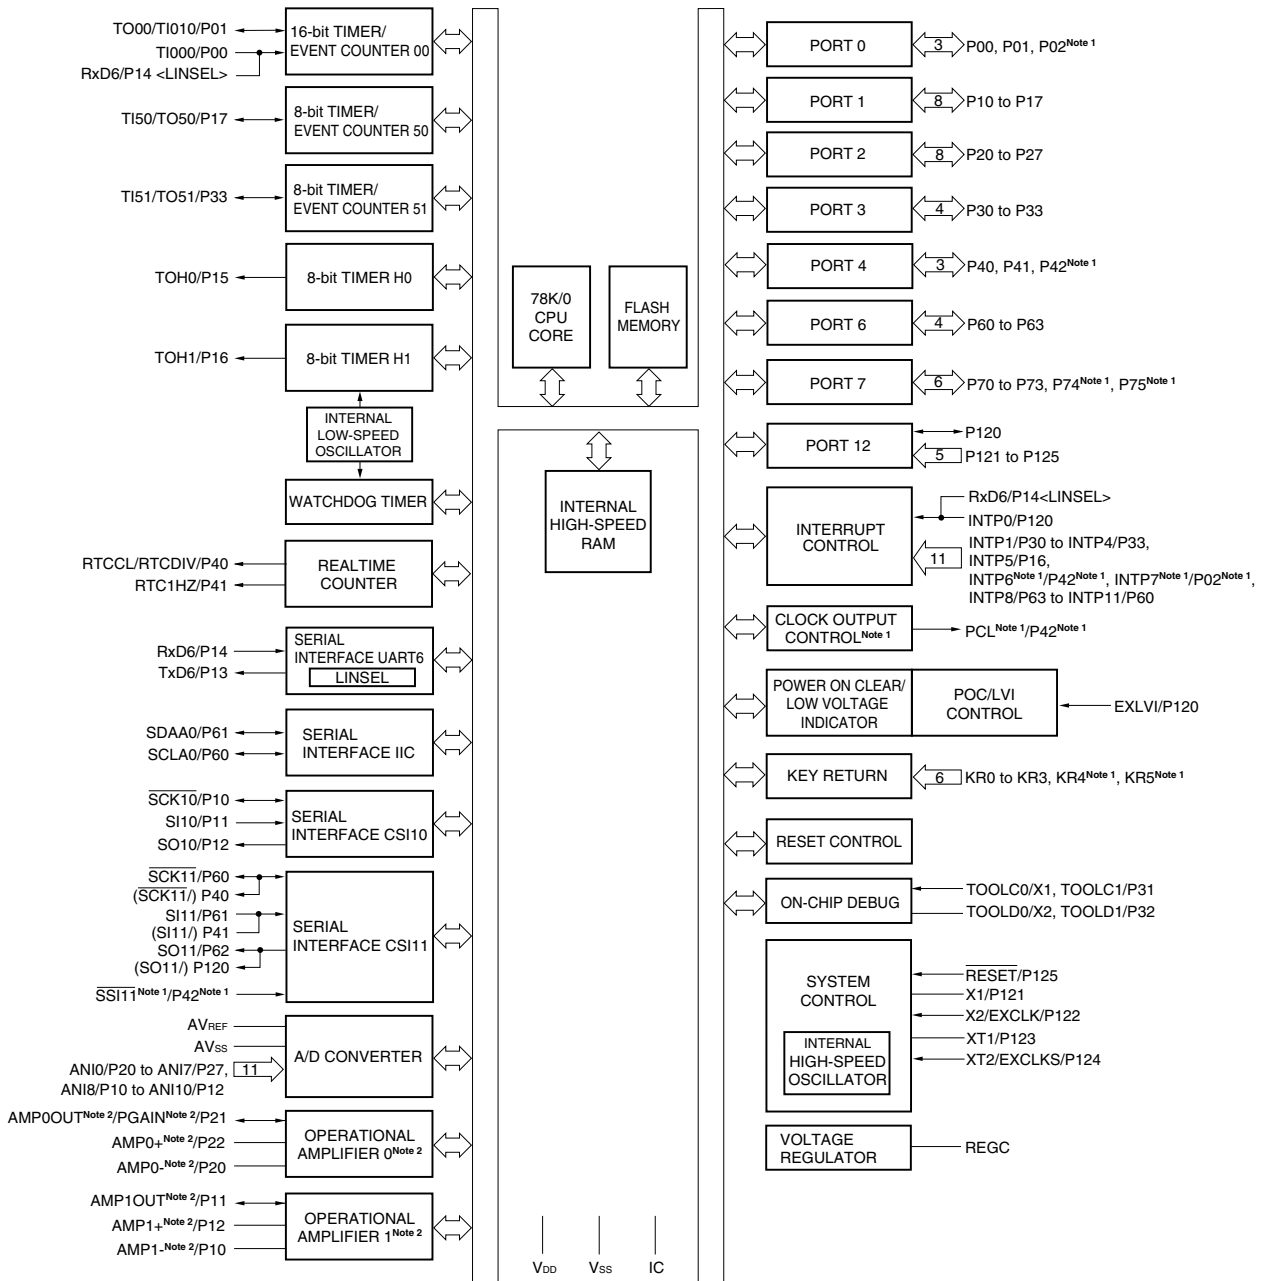 TO00/TI010/P01
TI000/P00
RxD6/P14 <LINSEL>
16-bit TIMER/
EVENT COUNTER 00
TI50/TO50/P17
8-bit TIMER/
EVENT COUNTER 50
TI51/TO51/P33
8-bit TIMER/
EVENT COUNTER 51
TOH0/P15
8-bit TIMER H0
TOH1/P16
8-bit TIMER H1
INTERNAL
LOW-SPEED
OSCILLATOR
WATCHDOG TIMER
RTCCL/RTCDIV/P40
RTC1HZ/P41
REALTIME
COUNTER
RxD6/P14
TxD6/P13
SERIAL
INTERFACE UART6
LINSEL
SDAA0/P61
SCLA0/P60
SERIAL
INTERFACE IIC
SCK10/P10
SI10/P11
SO10/P12
SERIAL
INTERFACE CSI10
SCK11/P60
(SCK11/) P40
SI11/P61
(SI11/) P41
SO11/P62
(SO11/) P120
SSI11Note 1/P42Note 1
SERIAL
INTERFACE CSI11
AVREF
AVSS
ANI0/P20 to ANI7/P27,
ANI8/P10 to ANI10/P12
11
A/D CONVERTER
AMP0OUTNote 2/PGAINNote 2/P21
AMP0+Note 2/P22
AMP0-Note 2/P20
OPERATIONAL
AMPLIFIER 0Note 2
AMP1OUTNote 2/P11
AMP1+Note 2/P12
AMP1-Note 2/P10
OPERATIONAL
AMPLIFIER 1Note 2
78K/0
CPU
CORE
FLASH
MEMORY
INTERNAL
HIGH-SPEED
RAM
VDD
VSS
IC
PORT 0
3
P00, P01, P02Note 1
PORT 1
8
P10 to P17
PORT 2
8
P20 to P27
PORT 3
4
P30 to P33
PORT 4
3
P40, P41, P42Note 1
PORT 6
4
P60 to P63
PORT 7
6
P70 to P73, P74Note 1, P75Note 1
PORT 12
P120
5
P121 to P125
INTERRUPT
CONTROL
RxD6/P14<LINSEL>
INTP0/P120
11
INTP1/P30 to INTP4/P33,
INTP5/P16,
INTP6Note 1/P42Note 1, INTP7Note 1/P02Note 1,
INTP8/P63 to INTP11/P60
CLOCK OUTPUT
CONTROLNote 1
PCLNote 1/P42Note 1
POWER ON CLEAR/
LOW VOLTAGE
INDICATOR
POC/LVI
CONTROL
EXLVI/P120
KEY RETURN
6
KR0 to KR3, KR4Note 1, KR5Note 1
RESET CONTROL
ON-CHIP DEBUG
TOOLC0/X1, TOOLC1/P31
TOOLD0/X2, TOOLD1/P32
SYSTEM
CONTROL
INTERNAL
HIGH-SPEED
OSCILLATOR
RESET/P125
X1/P121
X2/EXCLK/P122
XT1/P123
XT2/EXCLKS/P124
VOLTAGE
REGULATOR
REGC